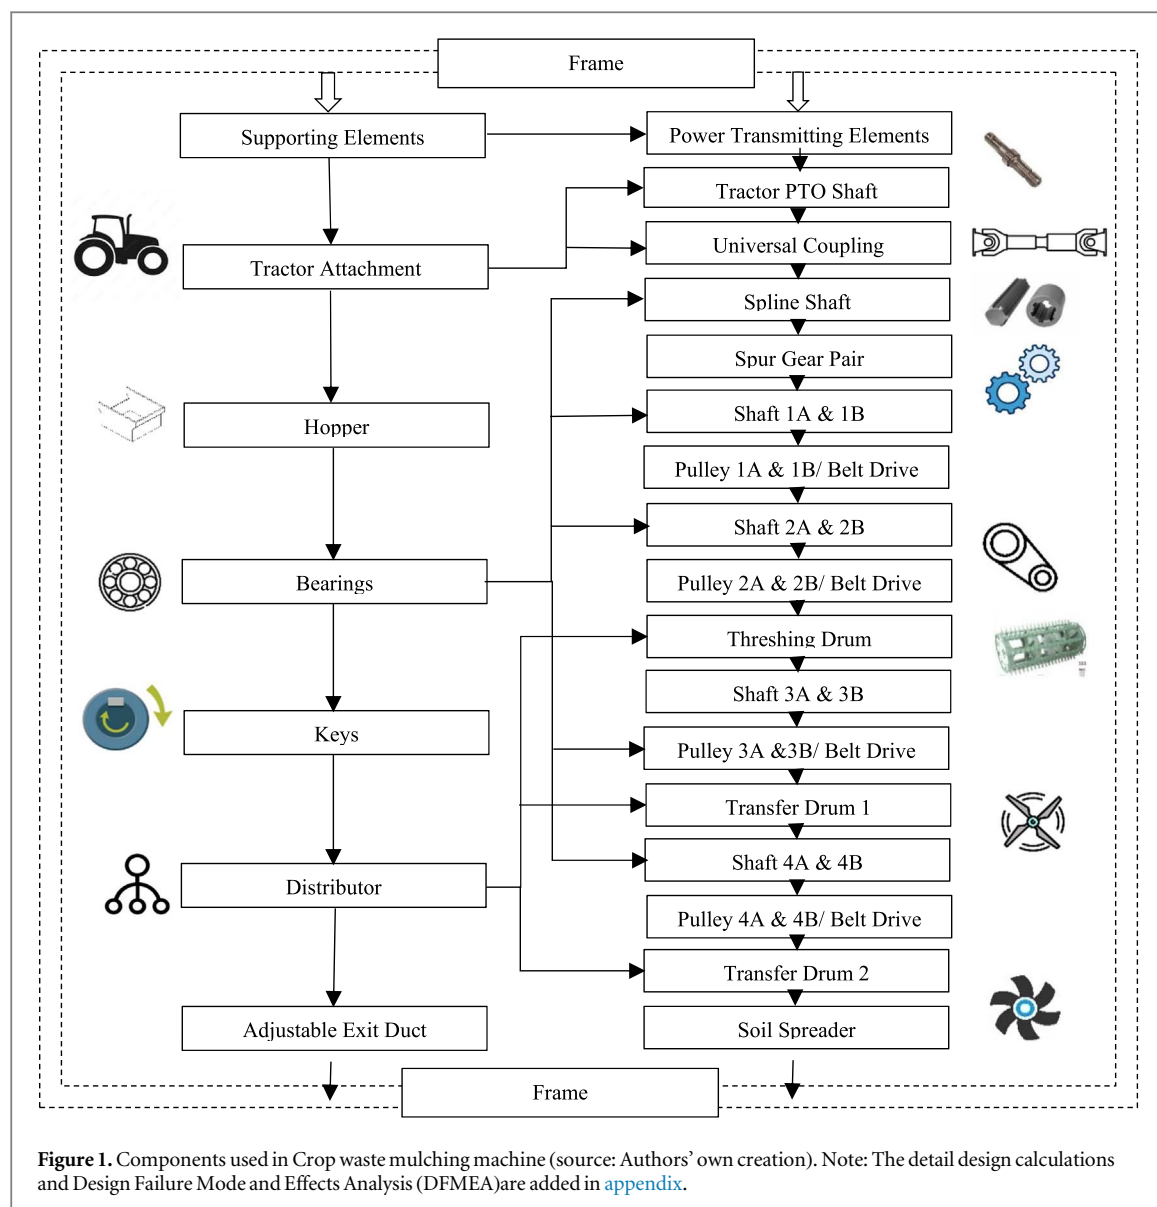 Frame
Supporting Elements
Power Transmitting Elements
Tractor PTO Shaft
Universal Coupling
Tractor Attachment
Spline Shaft
Spur Gear Pair
Shaft 1A & 1B
Hopper
Pulley 1A & 1B/ Belt Drive
Shaft 2A & 2B
Bearings
Pulley 2A & 2B/ Belt Drive
Threshing Drum
Shaft 3A & 3B
Keys
Pulley 3A &3B/ Belt Drive
Transfer Drum 1
Shaft 4A & 4B
Distributor
Pulley 4A & 4B/ Belt Drive
Transfer Drum 2
Adjustable Exit Duct
Soil Spreader
Frame
Figure 1. Components used in Crop waste mulching machine (source: Authors' own creation). Note: The detail design calculations
and Design Failure Mode and Effects Analysis (DFMEA)are added in appendix.